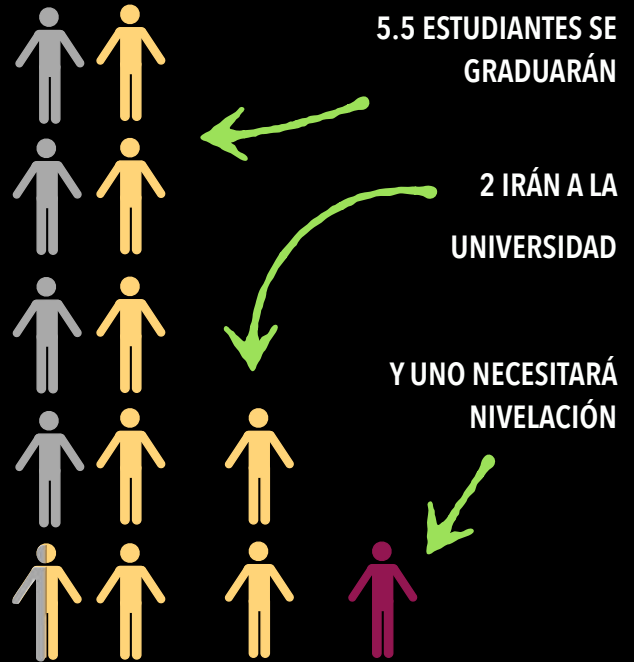 5.5 ESTUDIANTES SE
GRADUARÁN
2 IRÁN A LA
UNIVERSIDAD
Y UNO NECESITARÁ
NIVELACIÓN